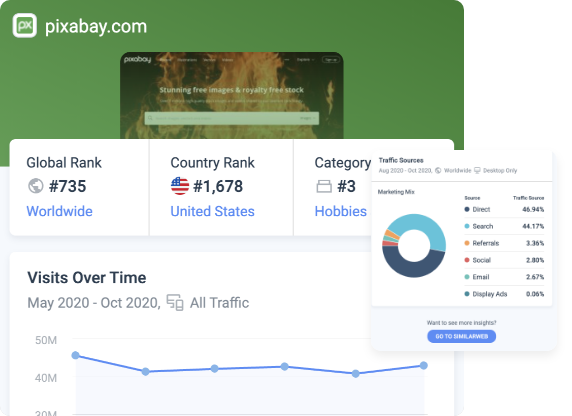 px pixabay.com
pixabay
Stunning free images & royalty free stock
Global Rank
#735
Worldwide
Country Rank
#1,678
United States
Category
#3
Hobbies
Traffic Sources
Aug 2020 - Oct 2020, Worldwide Desktop Only
Marketing Mix
Source Traffic Source
Direct 46.94%
Search 44.17%
Referrals 3.36%
Social 2.80%
Email 2.67%
Display Ads 0.06%
Want to see more insights?
GO TO SIMILARWEB
Visits Over Time
May 2020 - Oct 2020, All Traffic
50M
40M
30M